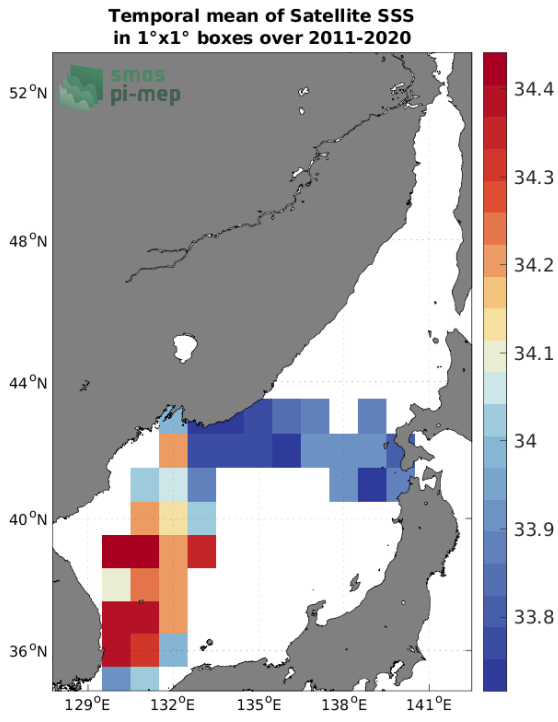 Temporal mean of Satellite SSS
in 1°x1° boxes over 2011-2020
smos
pi-mep
52°N
48°N
44°N
40°N
36°N
129°E 132°E 135°E 138°E 141°E
34.4
34.3
34.2
34.1
34
33.9
33.8